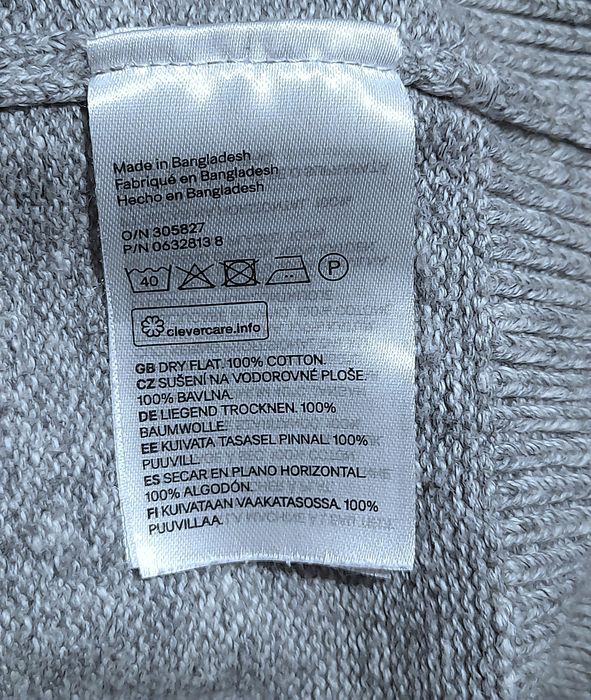 Made in Bangladesh
Fabriqué en Bangladesh
Hecho en Bangladesh
O/N 305827
P/N 0632813 8
40
P
clevercare.info
GB DRY FLAT. 100% COTTON.
CZ SUŠENÍ NA VODOROVNÉ PLOŠE.
100% BAVLNA.
DE LIEGEND TROCKNEN. 100%
BAUMWOLLE.
EE KUIVATA TASASEL PINNAL. 100%
PUUVILL.
ES SECAR EN PLANO HORIZONTAL.
100% ALGODÓN.
FI KUIVATAAN VAAKATASOSSA. 100%
PUUVILLAA.